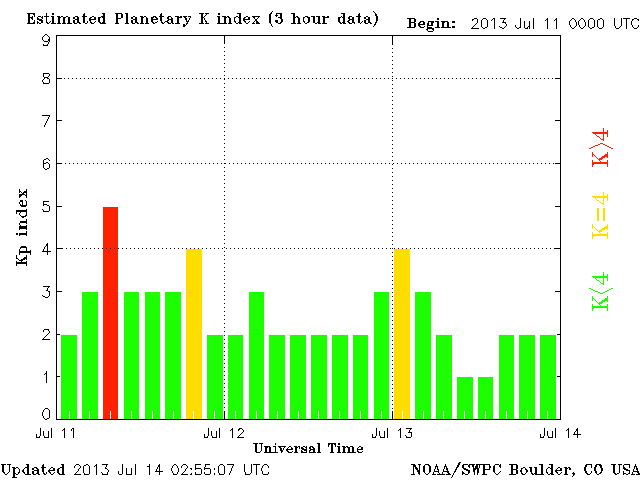 Estimated Planetary K index (3 hour data) Begin: 2013 Jul 11 0000 UTC
9
8
7
6
5
4
3
2
1
0
Kp index
Jul 11 Jul 12 Jul 13 Jul 14
Universal Time
K>4
K=4
K<4
Updated 2013 Jul 14 02:55:07 UTC NOAA/SWPC Boulder, CO USA